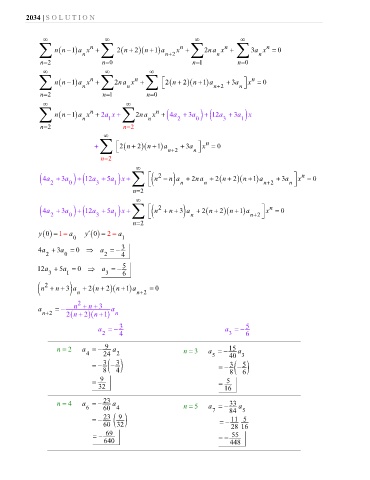 2034 | SOLUTION
∞∑n=2 n(n−1)a_n x^n + ∞∑n=0 2(n+2)(n+1)a_{n+2} x^n + ∞∑n=1 2na_n x^n + ∞∑n=0 3a_n x^n = 0
∞∑n=2 n(n−1)a_n x^n + ∞∑n=1 2na_n x^n + ∞∑n=0 [2(n+2)(n+1)a_{n+2} + 3a_n] x^n = 0
∞∑n=2 n(n−1)a_n x^n + 2a_1 x + ∞∑n=2 2na_n x^n + (4a_2 + 3a_0) + (12a_3 + 3a_1)x
+ ∞∑n=2 [2(n+2)(n+1)a_{n+2} + 3a_n] x^n = 0
(4a_2 + 3a_0) + (12a_3 + 5a_1)x + ∞∑n=2 [(n^2 − n)a_n + 2na_n + 2(n+2)(n+1)a_{n+2} + 3a_n] x^n = 0
(4a_2 + 3a_0) + (12a_3 + 5a_1)x + ∞∑n=2 [(n^2 + n + 3)a_n + 2(n+2)(n+1)a_{n+2}] x^n = 0
y(0) = 1 = a_0 y′(0) = 2 = a_1
4a_2 + 3a_0 = 0 ⇒ a_2 = −3/4
12a_3 + 5a_1 = 0 ⇒ a_3 = −5/6
(n^2 + n + 3)a_n + 2(n+2)(n+1)a_{n+2} = 0
a_{n+2} = −(n^2 + n + 3)/(2(n+2)(n+1)) a_n
a_2 = −3/4 a_3 = −5/6
n = 2 a_4 = −9/24 a_2 n = 3 a_5 = −15/40 a_3
= −3/8(−3/4) = −3/8(−5/6)
= 9/32 = 5/16
n = 4 a_6 = −23/60 a_4 n = 5 a_7 = −33/84 a_5
= −23/60(9/32) = −11/28 5/16
= −69/640 = −55/448